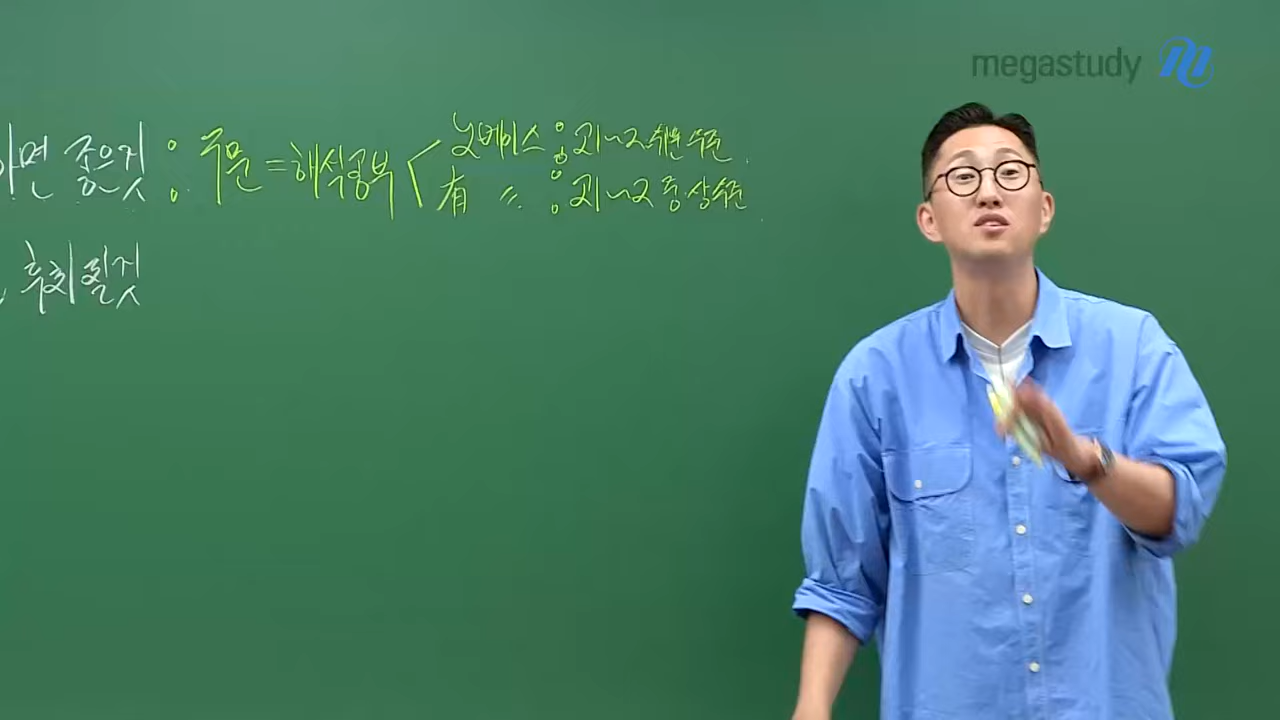 megastudy
하면 좋은것 : 구문 = 해석공부 < 노베이스 : 고1~2 쉬운 수준
有 〃 : 고1~2 중·상수준
후회 할것